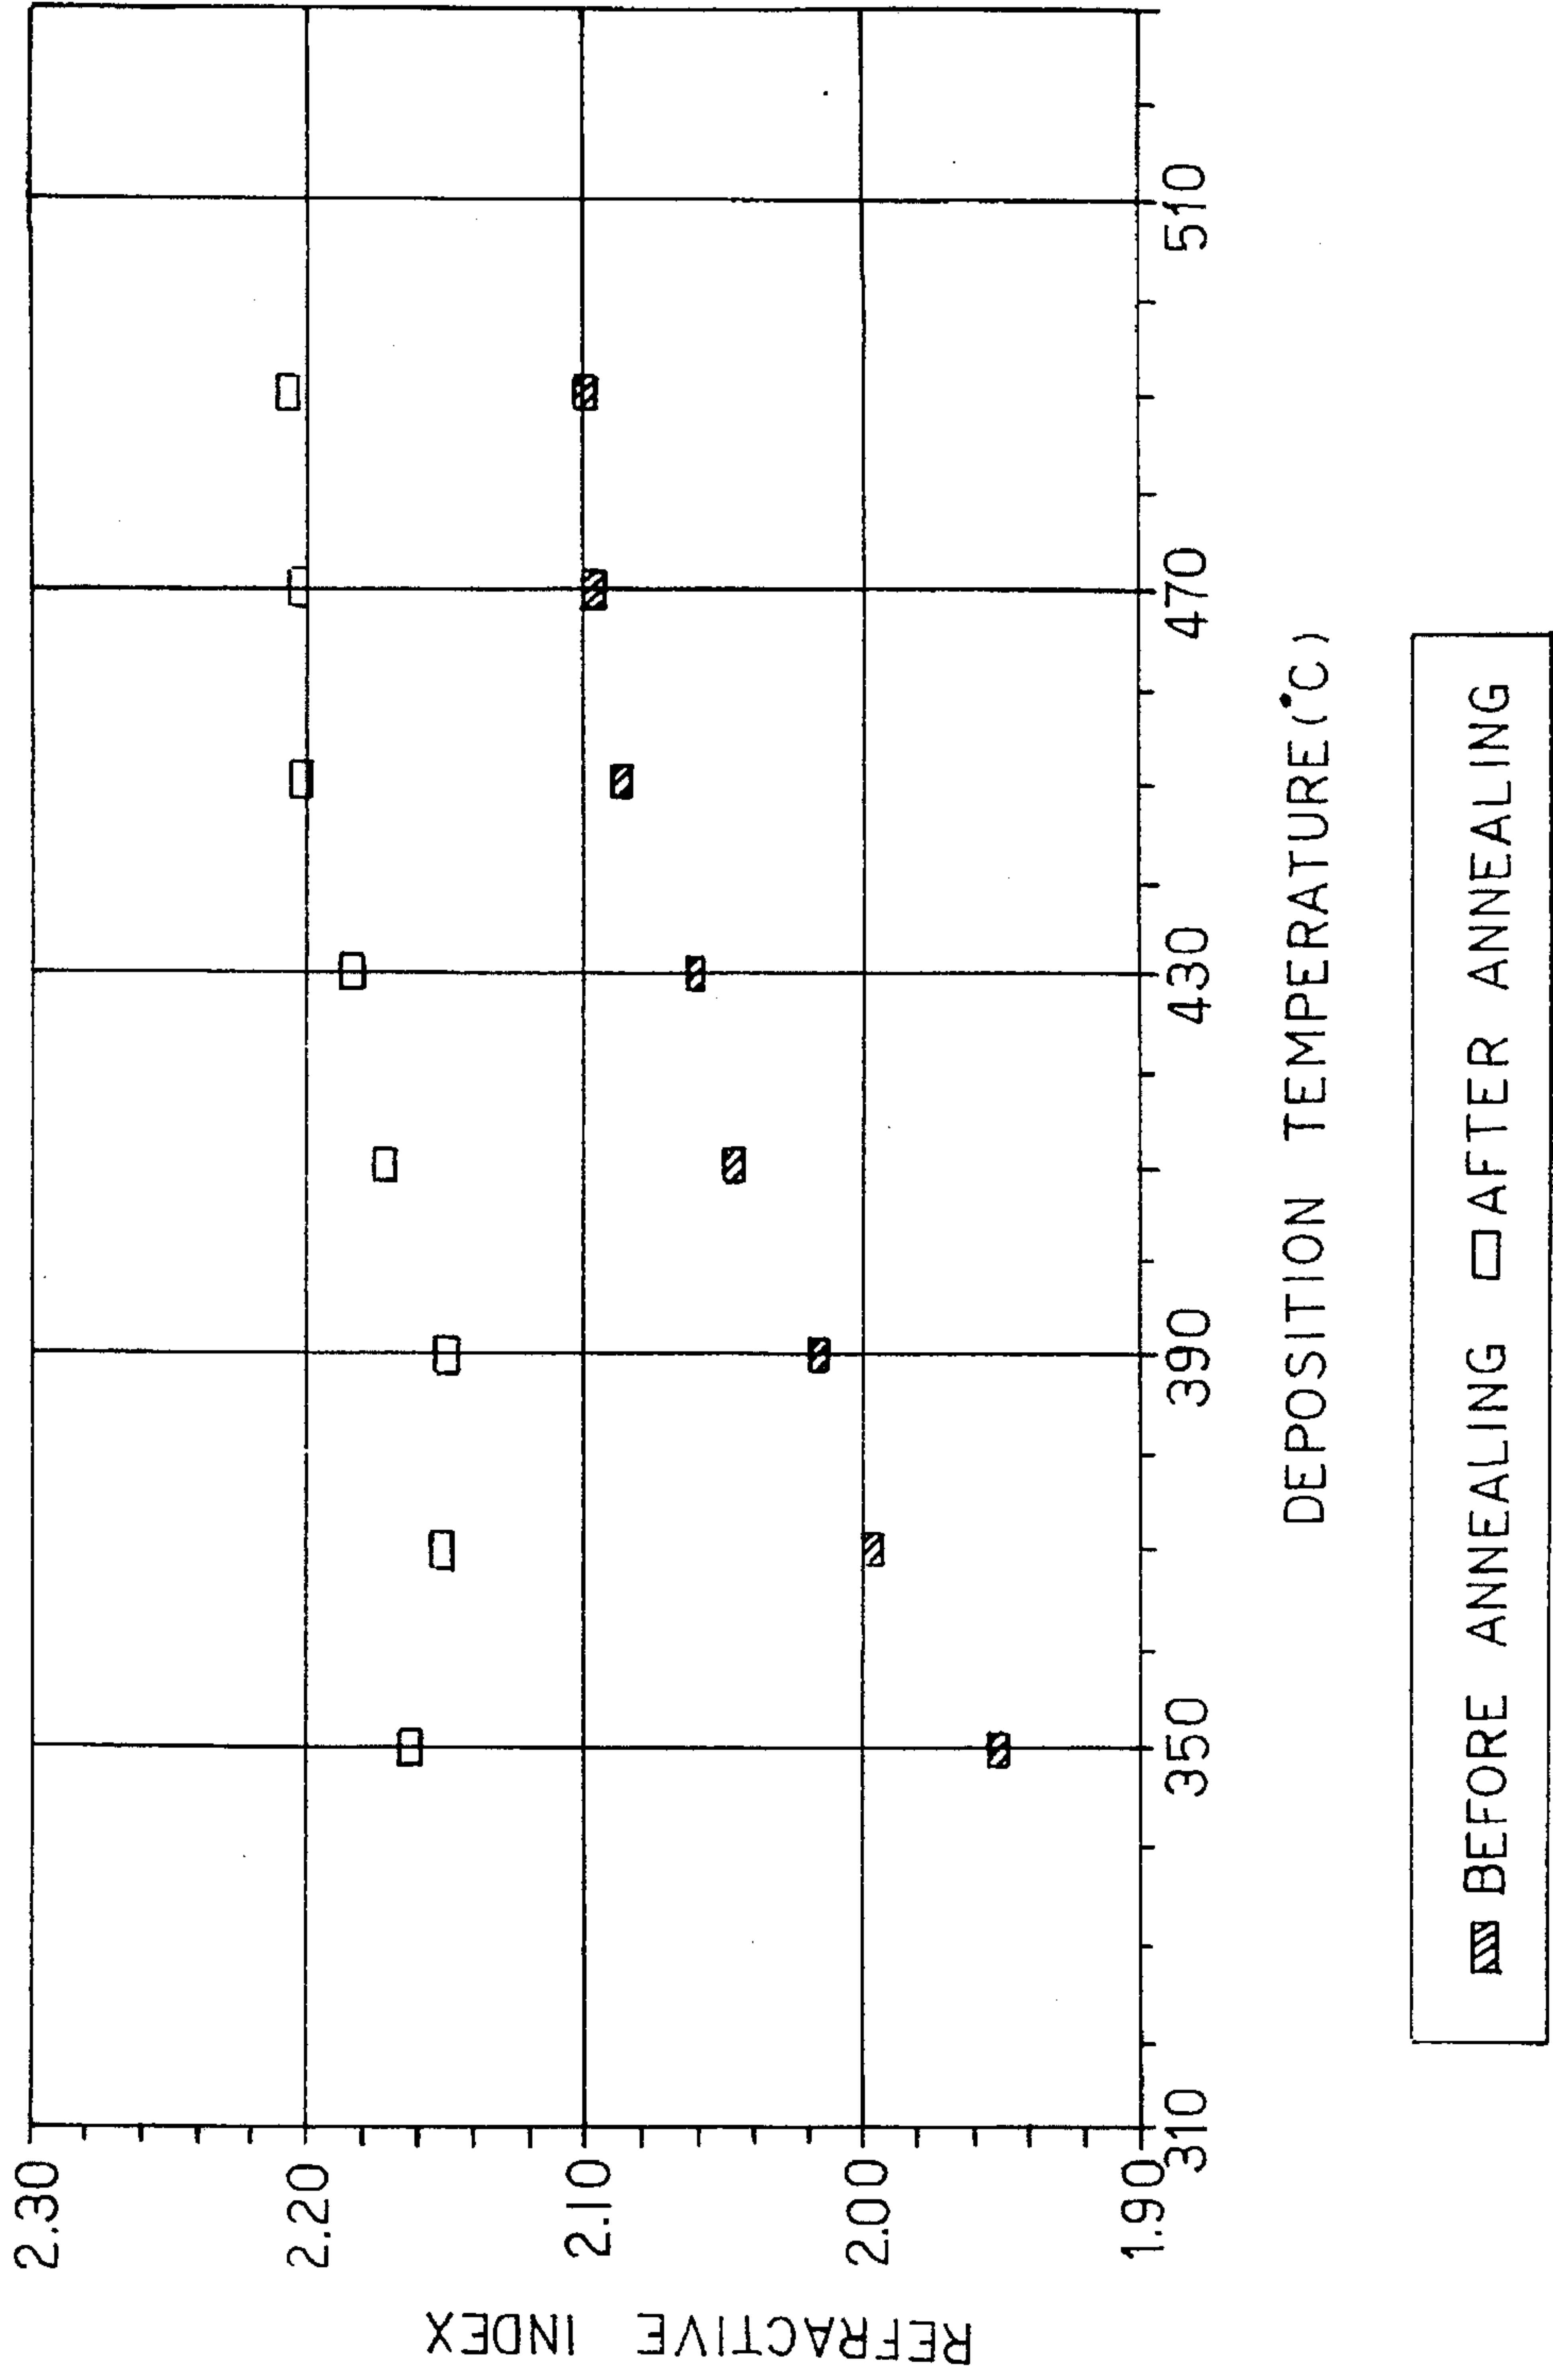 REFRACTIVE INDEX
2.30
2.20
2.10
2.00
1.90
310
350
390
430
470
510
DEPOSITION TEMPERATURE(°C)
BEFORE ANNEALING
AFTER ANNEALING